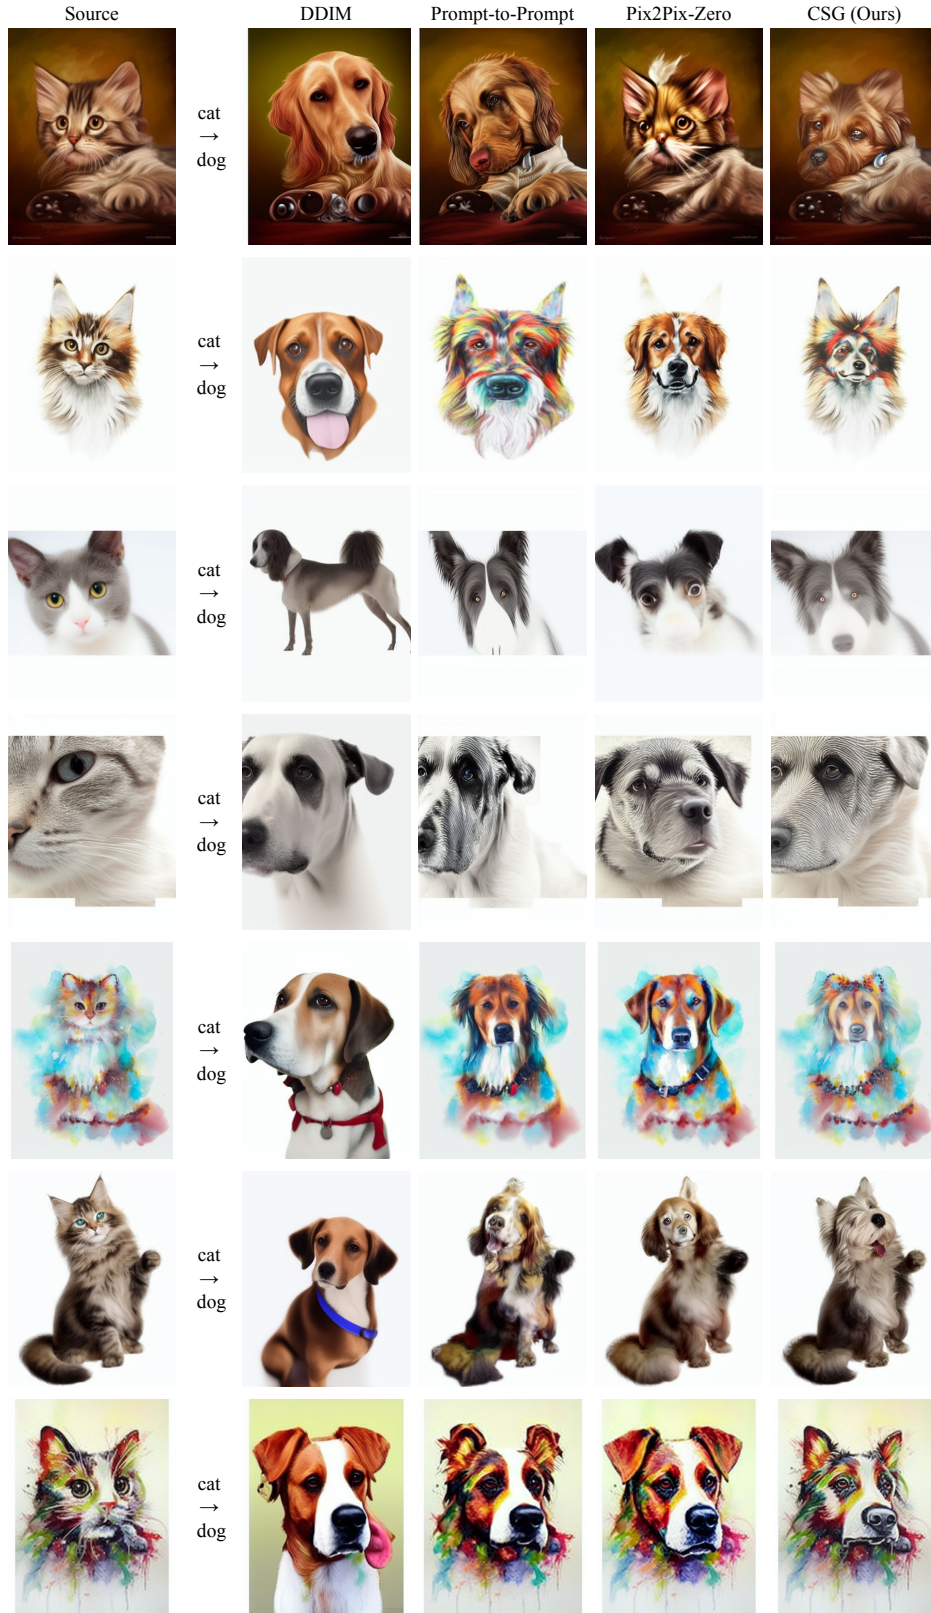 Source DDIM Prompt-to-Prompt Pix2Pix-Zero CSG (Ours)
cat
→
dog
cat
→
dog
cat
→
dog
cat
→
dog
cat
→
dog
cat
→
dog
cat
→
dog